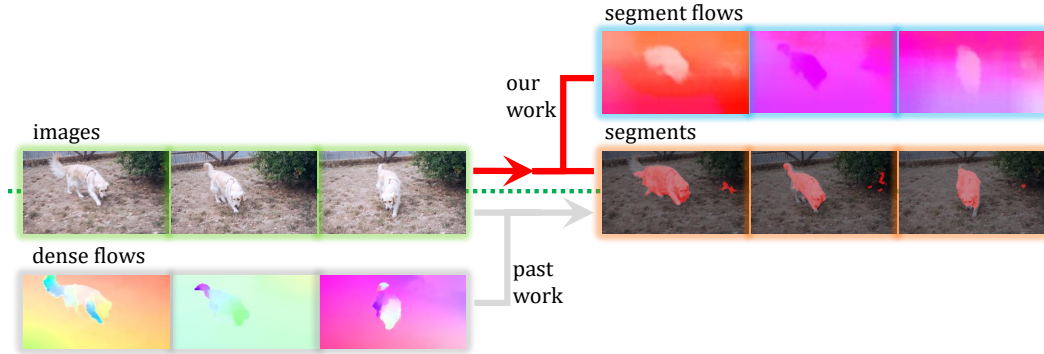 segment flows
our
work
images
segments
dense flows
past
work